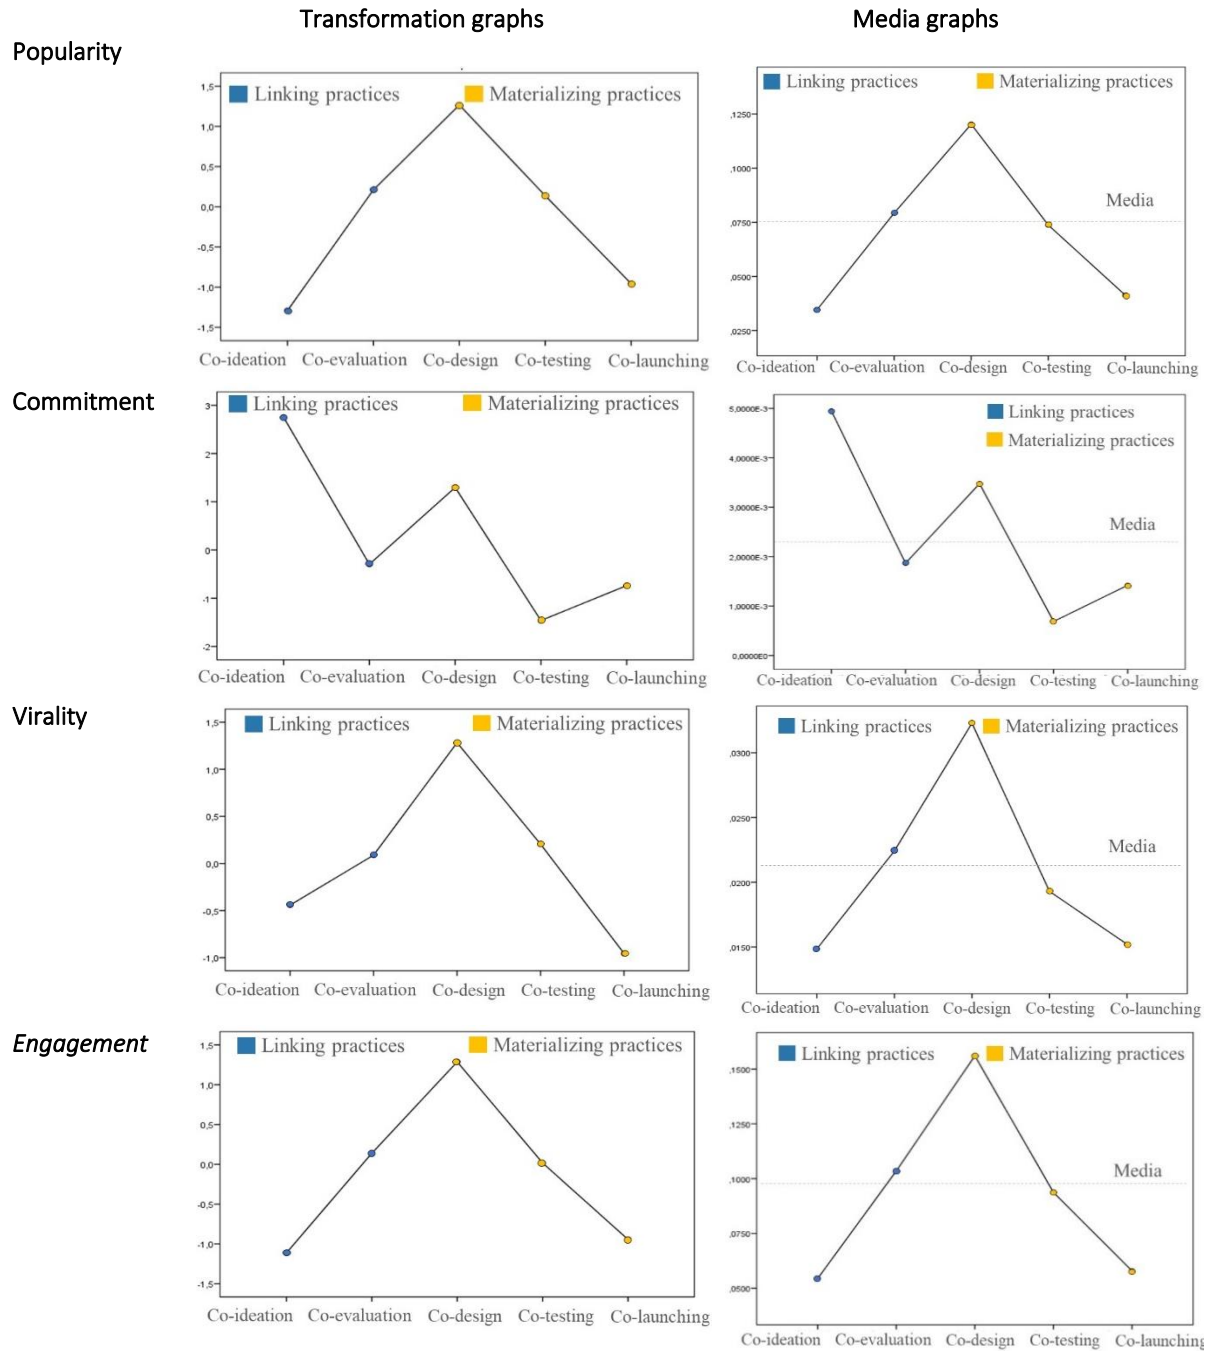 Transformation graphs
Media graphs
Popularity
Linking practices
Materializing practices
1,5
1,0
0,5
0,0
-0,5
-1,0
-1,5
Co-ideation
Co-evaluation
Co-design
Co-testing
Co-launching
Linking practices
Materializing practices
,1250
,1000
,0750
,0500
,0250
Media
Co-ideation
Co-evaluation
Co-design
Co-testing
Co-launching
Commitment
Linking practices
Materializing practices
3
2
1
0
-1
-2
Co-ideation
Co-evaluation
Co-design
Co-testing
Co-launching
Linking practices
Materializing practices
5,0000E-3
4,0000E-3
3,0000E-3
2,0000E-3
1,0000E-3
0,0000E0
Media
Co-ideation
Co-evaluation
Co-design
Co-testing
Co-launching
Virality
Linking practices
Materializing practices
1,5
1,0
0,5
0,0
-0,5
-1,0
Co-ideation
Co-evaluation
Co-design
Co-testing
Co-launching
Linking practices
Materializing practices
,0300
,0250
,0200
,0150
Media
Co-ideation
Co-evaluation
Co-design
Co-testing
Co-launching
Engagement
Linking practices
Materializing practices
1,5
1,0
0,5
0,0
-0,5
-1,0
-1,5
Co-ideation
Co-evaluation
Co-design
Co-testing
Co-launching
Linking practices
Materializing practices
,1500
,1250
,1000
,0750
,0500
Media
Co-ideation
Co-evaluation
Co-design
Co-testing
Co-launching